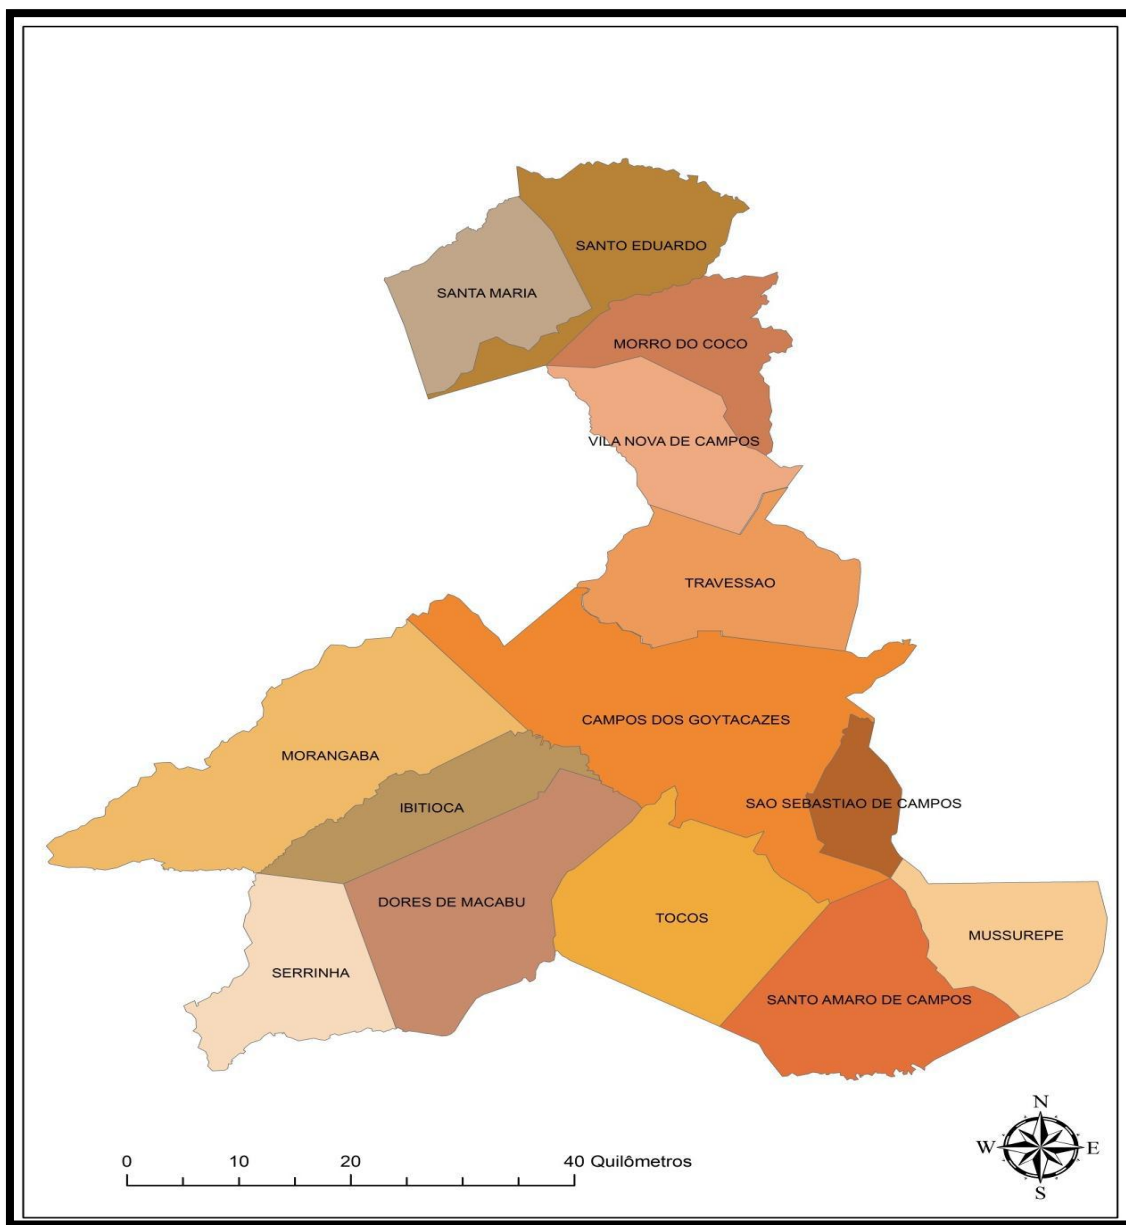 SANTO EDUARDO
SANTA MARIA
MORRO DO COCO
VILA NOVA DE CAMPOS
TRAVESSAO
CAMPOS DOS GOYTACAZES
MORANGABA
SAO SEBASTIAO DE CAMPOS
IBITIOCA
DORES DE MACABU
TOCOS
MUSSUREPE
SERRINHA
SANTO AMARO DE CAMPOS
N
W E
S
0 10 20 40 Quilômetros